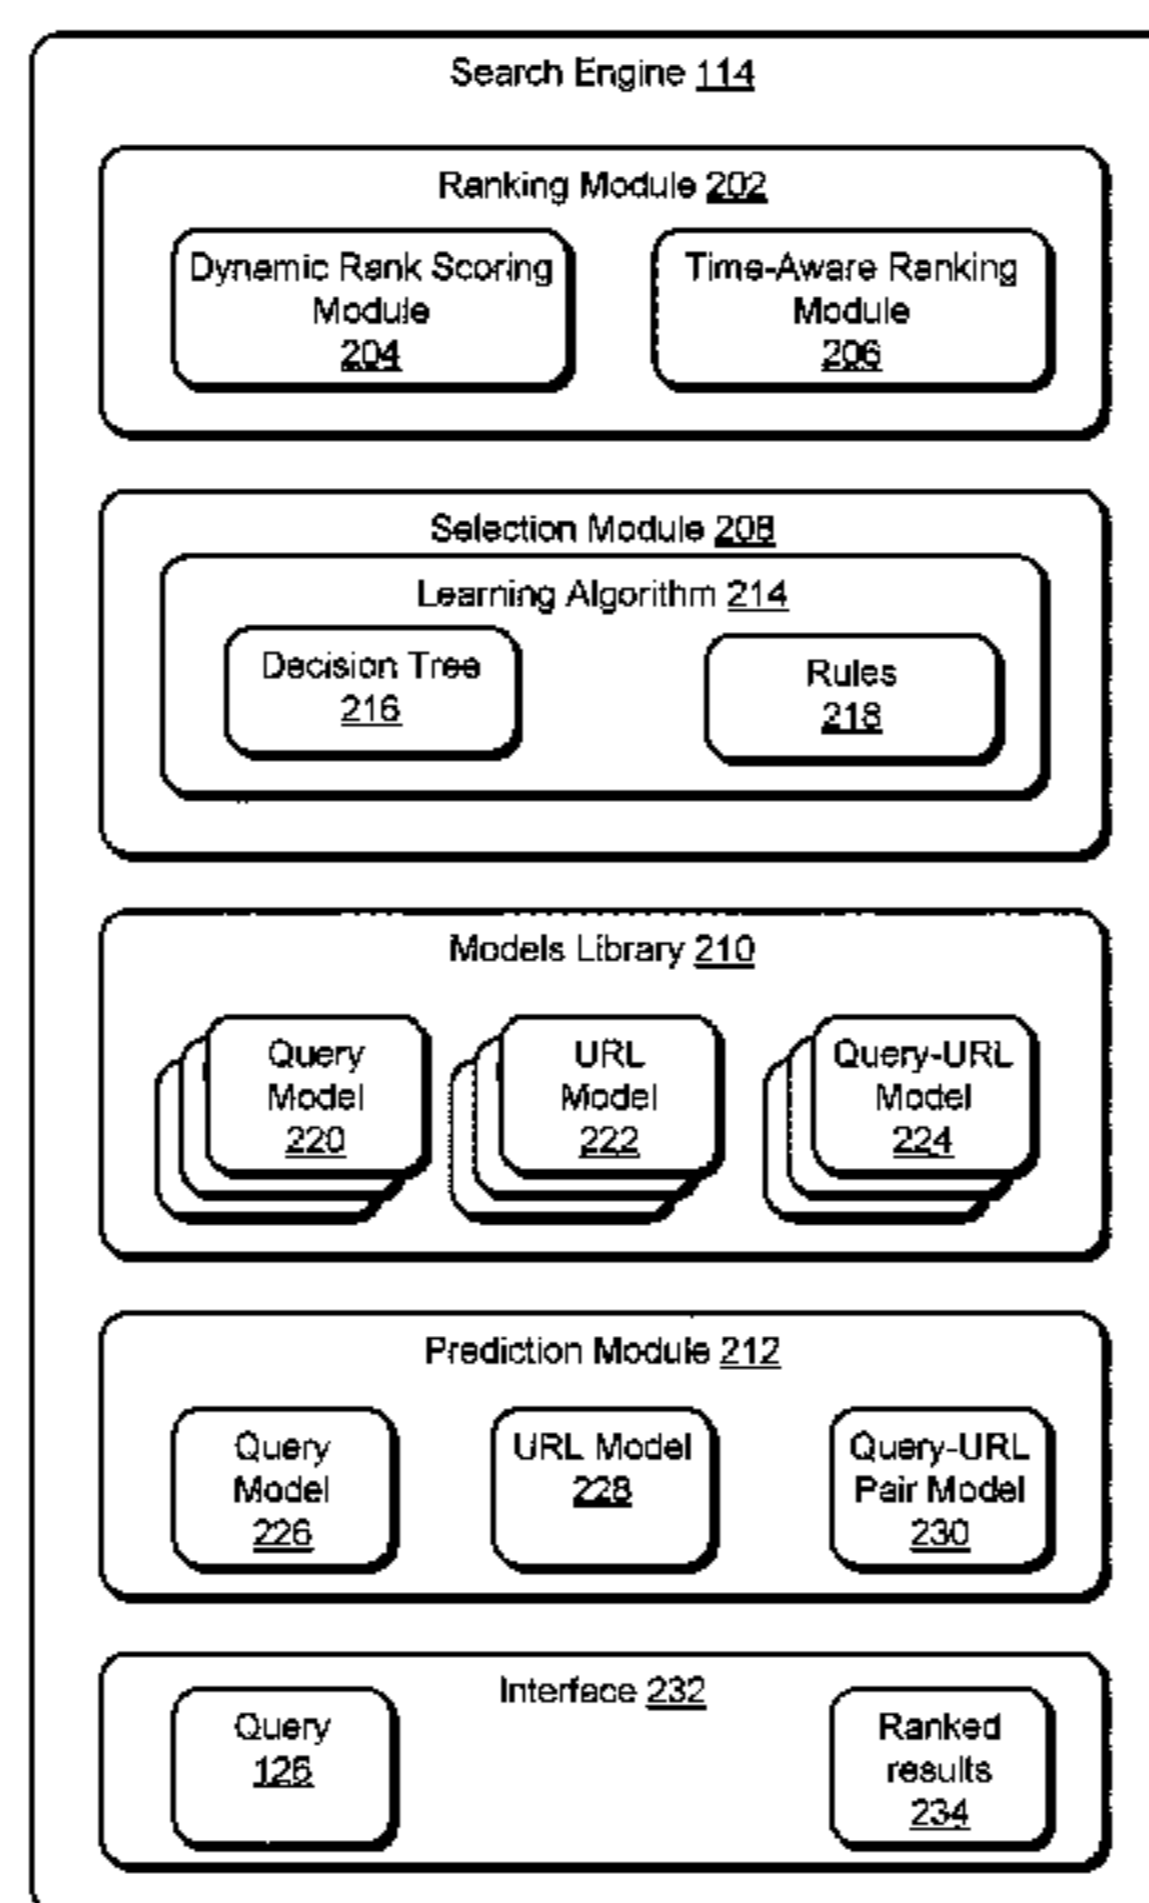 Search Engine 114
Ranking Module 202
Dynamic Rank Scoring
Module
204
Time-Aware Ranking
Module
206
Selection Module 208
Learning Algorithm 214
Decision Tree
216
Rules
218
Models Library 210
Query
Model
220
URL
Model
222
Query-URL
Model
224
Prediction Module 212
Query
Model
226
URL Model
228
Query-URL
Pair Model
230
Interface 232
Query
126
Ranked
results
234